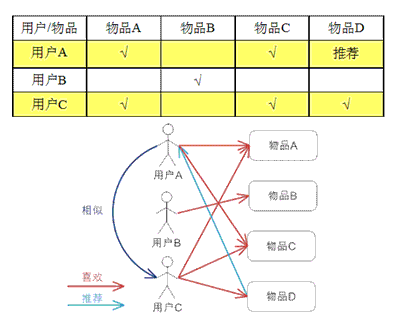 用户/物品 物品A 物品B 物品C 物品D
用户A √ √ 推荐
用户B √
用户C √ √ √
物品A
用户A
物品B
相似
用户B
物品C
喜欢
物品D
推荐
用户C